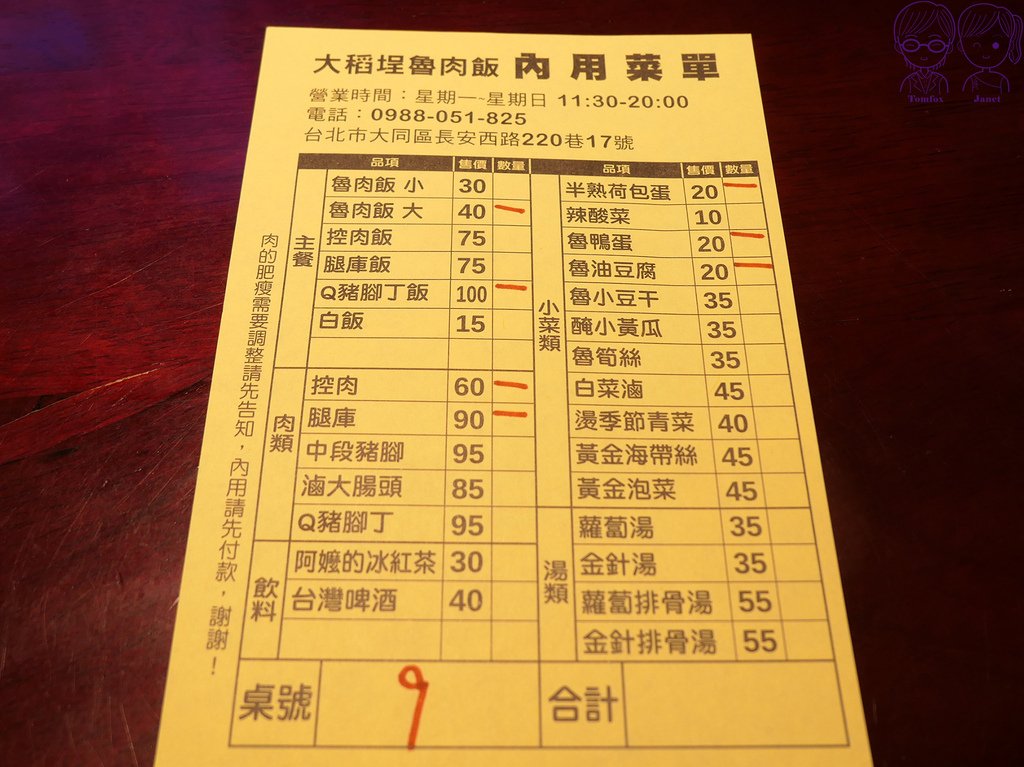 大稻埕魯肉飯 內用菜單
營業時間：星期一-星期日 11:30-20:00
電話：0988-051-825
台北市大同區長安西路220巷17號
品項 售價 數量
主餐
魯肉飯 小 30
魯肉飯 大 40 一
控肉飯 75
腿庫飯 75
Q豬腳丁飯 100 一
白飯 15
肉類
控肉 60 一
腿庫 90 一
中段豬腳 95
滷大腸頭 85
Q豬腳丁 95
飲料
阿嬤的冰紅茶 30
台灣啤酒 40
品項 售價 數量
小菜類
半熟荷包蛋 20 一
辣酸菜 10
魯鴨蛋 20 一
魯油豆腐 20 一
魯小豆干 35
醃小黃瓜 35
魯筍絲 35
白菜滷 45
燙季節青菜 40
黃金海帶絲 45
黃金泡菜 45
湯類
蘿蔔湯 35
金針湯 35
蘿蔔排骨湯 55
金針排骨湯 55
桌號 9 合計
肉的肥瘦需要調整請先告知，內用請先付款，謝謝！
Tomfox Janet